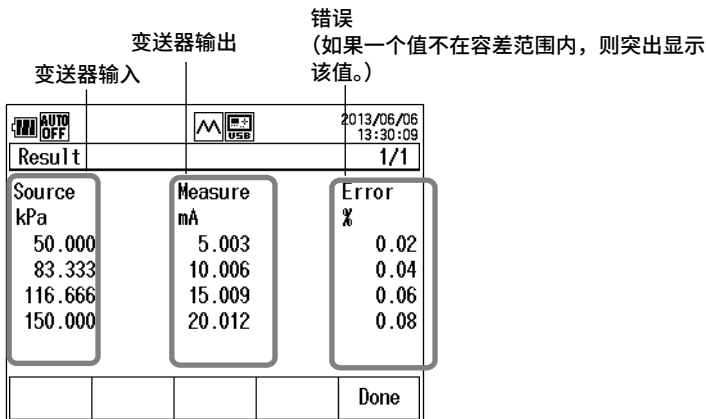 错误
（如果一个值不在容差范围内，则突出显示
该值。）
变送器输出
变送器输入
AUTO
OFF
USB
2013/06/06
13:30:09
Result 1/1
Source Measure Error
kPa mA %
50.000 5.003 0.02
83.333 10.006 0.04
116.666 15.009 0.06
150.000 20.012 0.08
Done